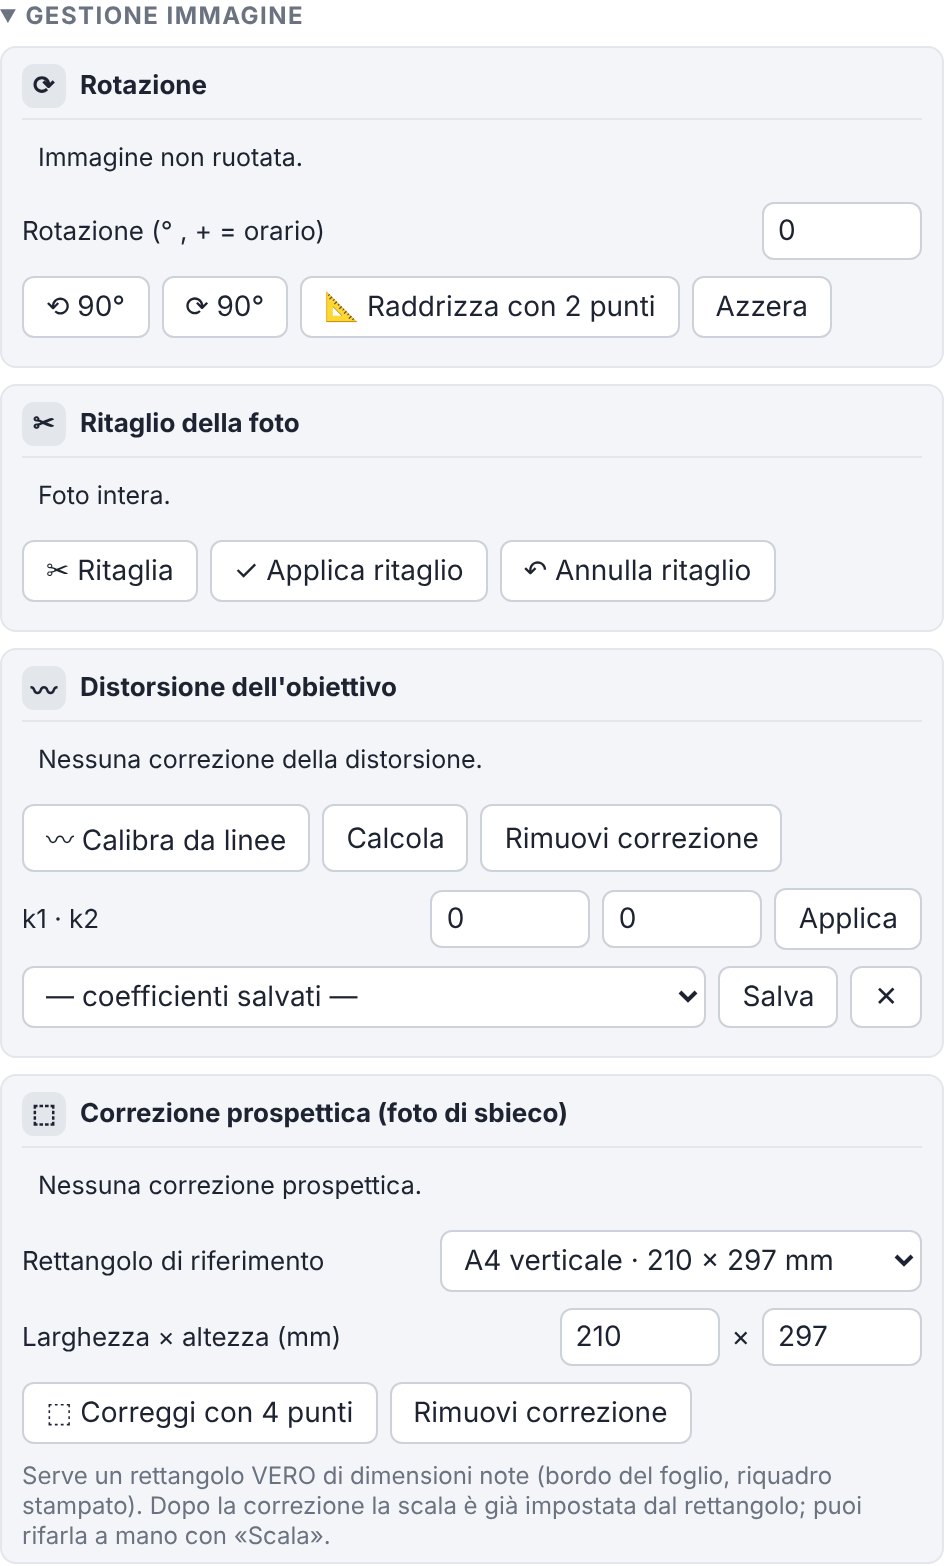 ▼ GESTIONE IMMAGINE
⟳ Rotazione
Immagine non ruotata.
Rotazione (° , + = orario) 0
⟲ 90° ⟳ 90° 📐 Raddrizza con 2 punti Azzera
✂ Ritaglio della foto
Foto intera.
✂ Ritaglia ✓ Applica ritaglio ↶ Annulla ritaglio
〰 Distorsione dell'obiettivo
Nessuna correzione della distorsione.
〰 Calibra da linee Calcola Rimuovi correzione
k1 · k2 0 0 Applica
— coefficienti salvati — Salva ✕
⬚ Correzione prospettica (foto di sbieco)
Nessuna correzione prospettica.
Rettangolo di riferimento A4 verticale · 210 × 297 mm
Larghezza × altezza (mm) 210 × 297
⬚ Correggi con 4 punti Rimuovi correzione
Serve un rettangolo VERO di dimensioni note (bordo del foglio, riquadro
stampato). Dopo la correzione la scala è già impostata dal rettangolo; puoi
rifarla a mano con «Scala».